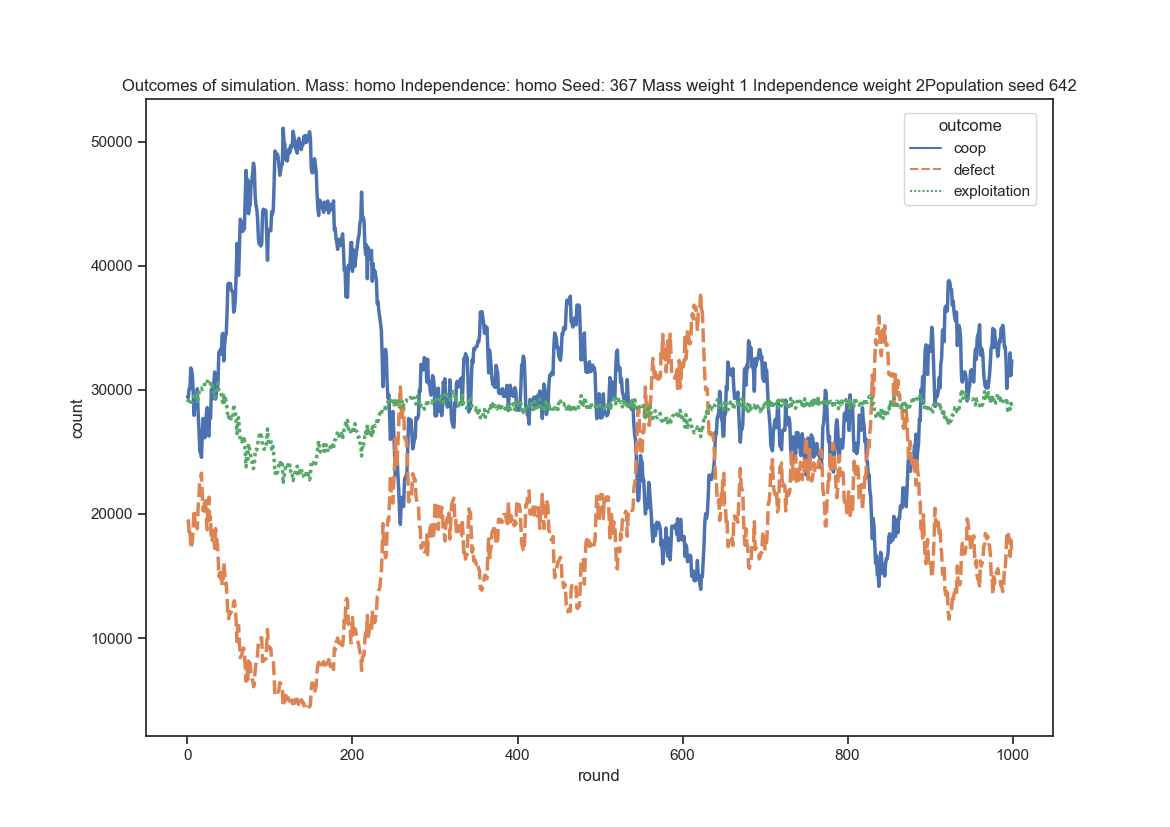 Outcomes of simulation. Mass: homo Independence: homo Seed: 367 Mass weight 1 Independence weight 2Population seed 642
outcome
coop
defect
exploitation
50000
40000
30000
20000
10000
count
0
200
400
600
800
1000
round